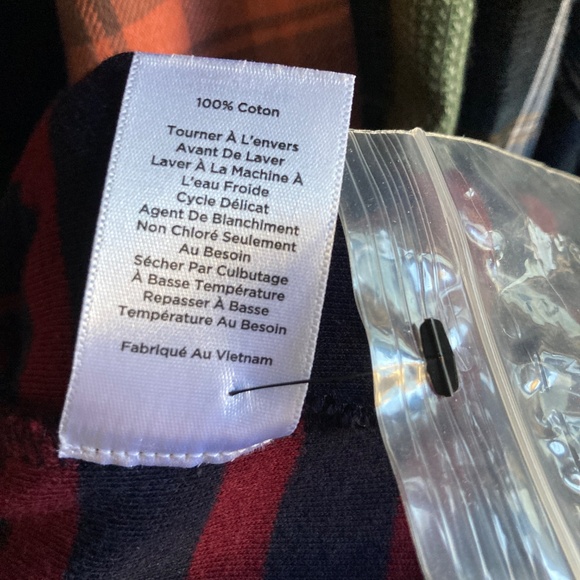 100% Coton
Tourner À L'envers
Avant De Laver
Laver À La Machine À
L'eau Froide
Cycle Délicat
Agent De Blanchiment
Non Chloré Seulement
Au Besoin
Sécher Par Culbutage
À Basse Température
Repasser À Basse
Température Au Besoin
Fabriqué Au Vietnam